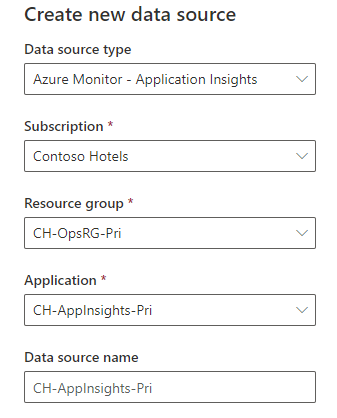 Create new data source
Data source type
Azure Monitor - Application Insights
Subscription *
Contoso Hotels
Resource group *
CH-OpsRG-Pri
Application *
CH-AppInsights-Pri
Data source name
CH-AppInsights-Pri